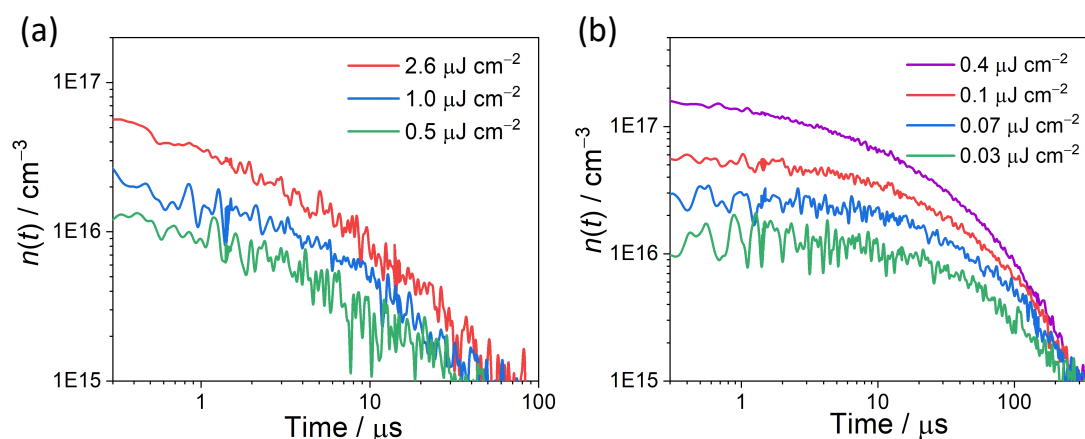 (a)
2.6 μJ cm⁻²
1.0 μJ cm⁻²
0.5 μJ cm⁻²
1E17
1E16
1E15
n(t) / cm⁻³
1
10
100
Time / μs
(b)
0.4 μJ cm⁻²
0.1 μJ cm⁻²
0.07 μJ cm⁻²
0.03 μJ cm⁻²
1E17
1E16
1E15
n(t) / cm⁻³
1
10
100
Time / μs